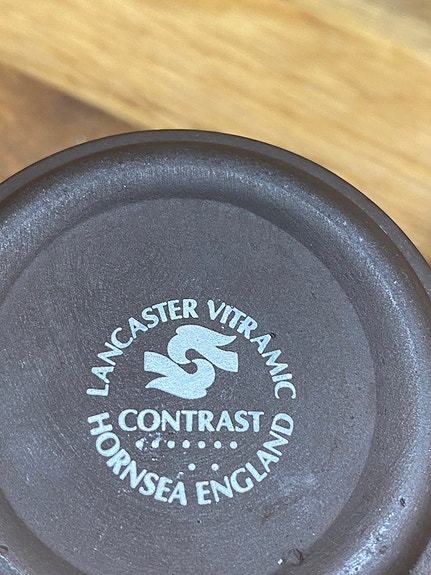 LANCASTER VITRAMIC
CONTRAST
HORNSEA ENGLAND